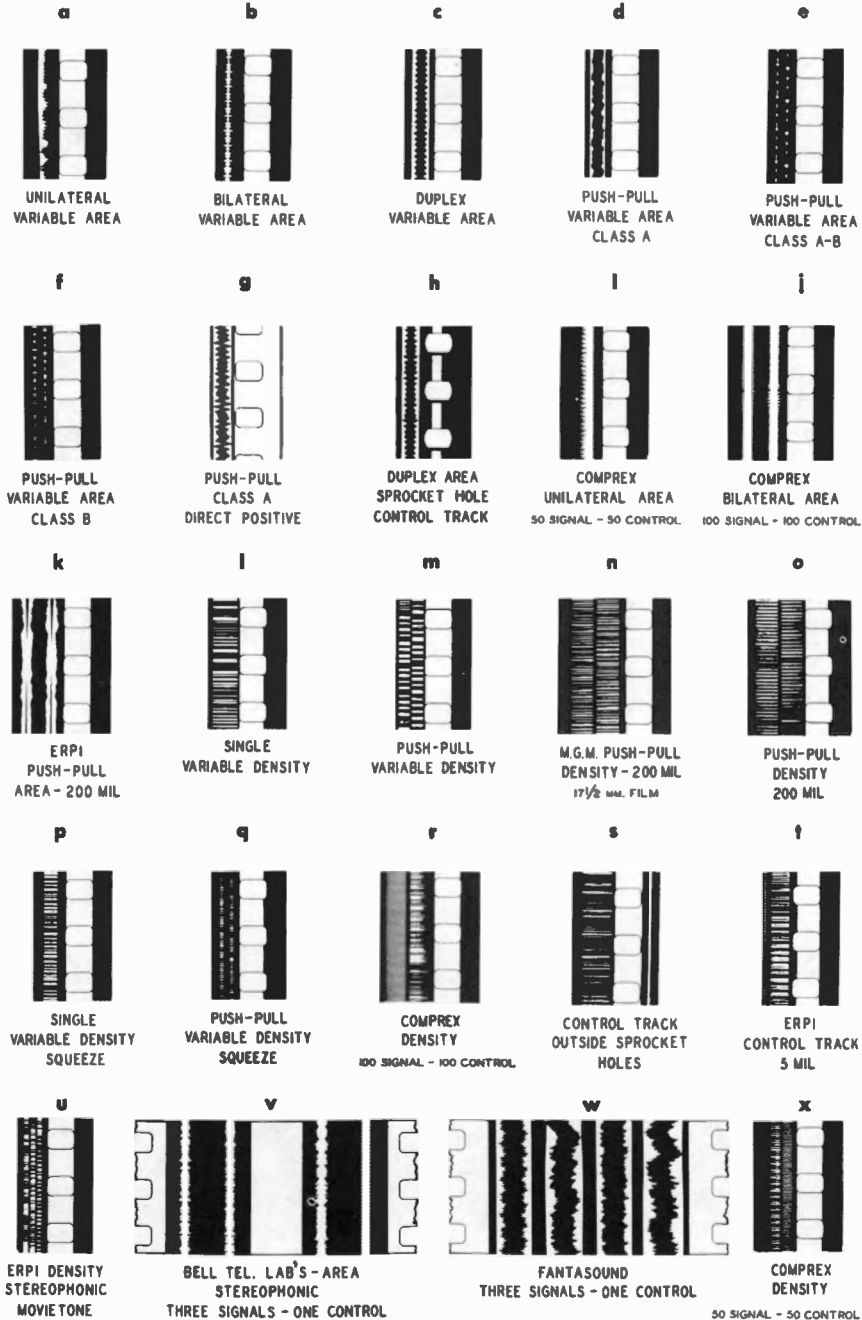 a b c d e
UNILATERAL
VARIABLE AREA
BILATERAL
VARIABLE AREA
DUPLEX
VARIABLE AREA
PUSH-PULL
VARIABLE AREA
CLASS A
PUSH-PULL
VARIABLE AREA
CLASS A-B
f g h i j
PUSH-PULL
VARIABLE AREA
CLASS B
PUSH-PULL
CLASS A
DIRECT POSITIVE
DUPLEX AREA
SPROCKET HOLE
CONTROL TRACK
COMPREX
UNILATERAL AREA
50 SIGNAL - 50 CONTROL
COMPREX
BILATERAL AREA
100 SIGNAL - 100 CONTROL
k l m n o
ERPI
PUSH-PULL
AREA - 200 MIL
SINGLE
VARIABLE DENSITY
PUSH-PULL
VARIABLE DENSITY
M.G.M. PUSH-PULL
DENSITY - 200 MIL
17 1/2 MM. FILM
PUSH-PULL
DENSITY
200 MIL
p q r s t
SINGLE
VARIABLE DENSITY
SQUEEZE
PUSH-PULL
VARIABLE DENSITY
SQUEEZE
COMPREX
DENSITY
100 SIGNAL - 100 CONTROL
CONTROL TRACK
OUTSIDE SPROCKET
HOLES
ERPI
CONTROL TRACK
5 MIL
u v w x
ERPI DENSITY
STEREOPHONIC
MOVIETONE
BELL TEL. LAB'S - AREA
STEREOPHONIC
THREE SIGNALS - ONE CONTROL
FANTASOUND
THREE SIGNALS - ONE CONTROL
COMPREX
DENSITY
50 SIGNAL - 50 CONTROL